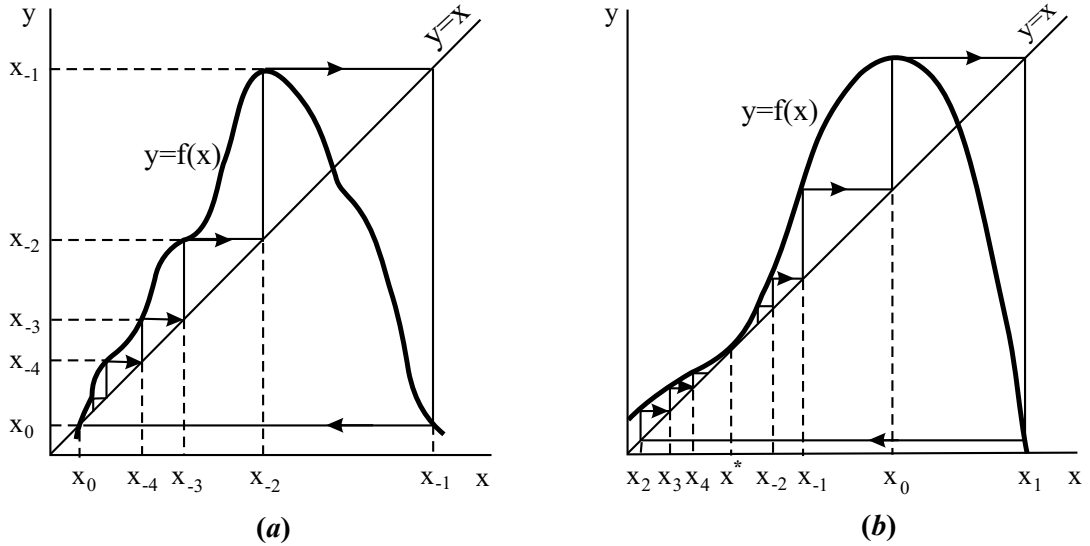 y
y=x
x₋₁
y=f(x)
x₋₂
x₋₃
x₋₄
x₀
x₀ x₋₄ x₋₃ x₋₂ x₋₁ x
(a)
y
y=x
y=f(x)
x₂ x₃ x₄ x* x₋₂ x₋₁ x₀ x₁ x
(b)